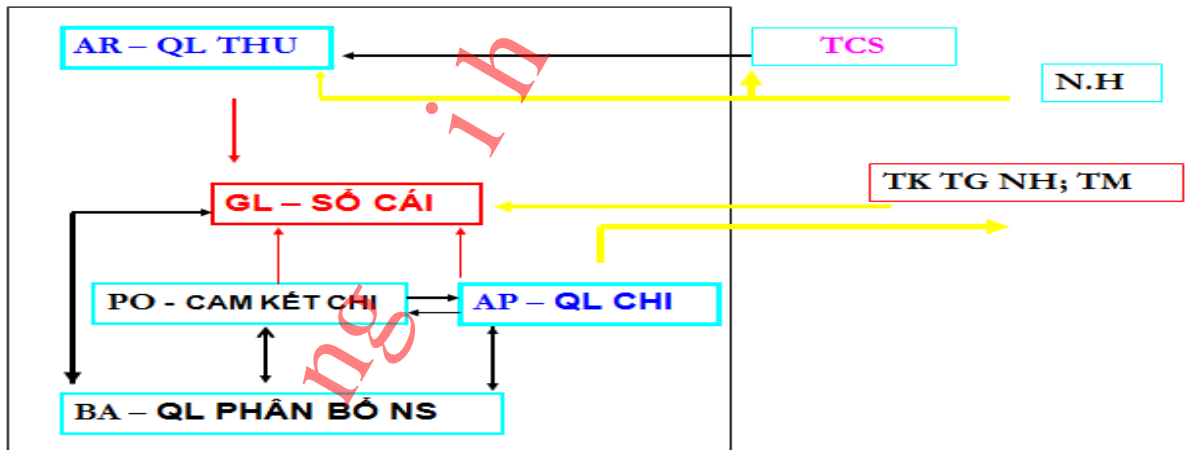 AR – QL THU
TCS
N.H
TK TG NH; TM
GL – SỔ CÁI
PO - CAM KẾT CHI
AP – QL CHI
BA – QL PHÂN BỔ NS
ng i h